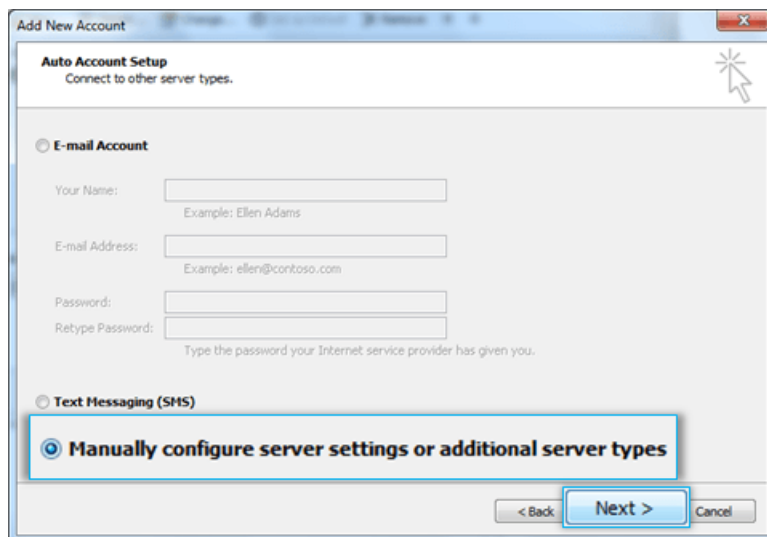 Add New Account
Auto Account Setup
Connect to other server types.
E-mail Account
Your Name:
Example: Ellen Adams
E-mail Address:
Example: ellen@contoso.com
Password:
Retype Password:
Type the password your Internet service provider has given you.
Text Messaging (SMS)
Manually configure server settings or additional server types
< Back Next > Cancel